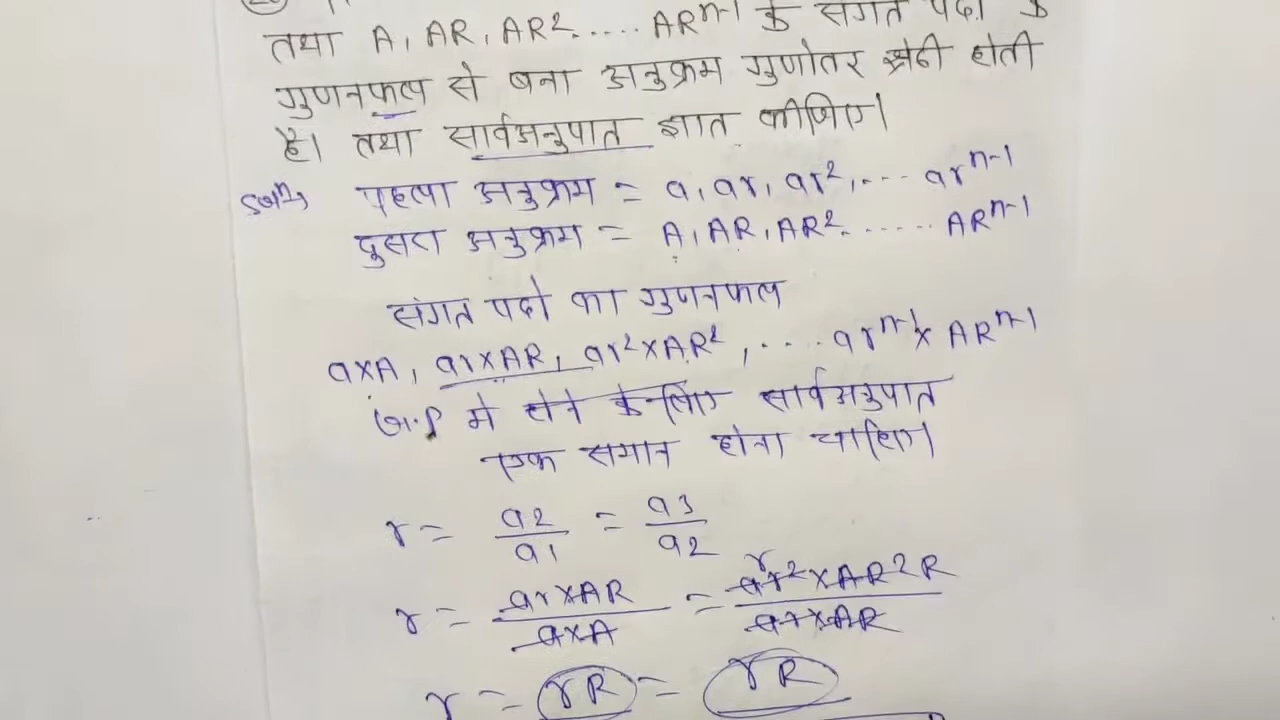 तथा A, AR, AR2..... ARn-1 के संगत पदों के
गुणनफल से बना अनुक्रम गुणोतर श्रेढी होती
है। तथा सार्वअनुपात ज्ञात कीजिए।
Soln, पहला अनुक्रम = a, ar, ar2,... arn-1
दुसरा अनुक्रम = A, AR, AR2....... ARn-1
संगत पदो का गुणनफल
a×A, ar×AR, ar2×AR2, .... arn-1× ARn-1
G.P मे होने के लिए सार्वअनुपात
एक समान होना चाहिए।
r = a2/a1 = a3/a2
r = ar×AR/a×A = ar2×AR2/ar×AR r R
r = rR = rR